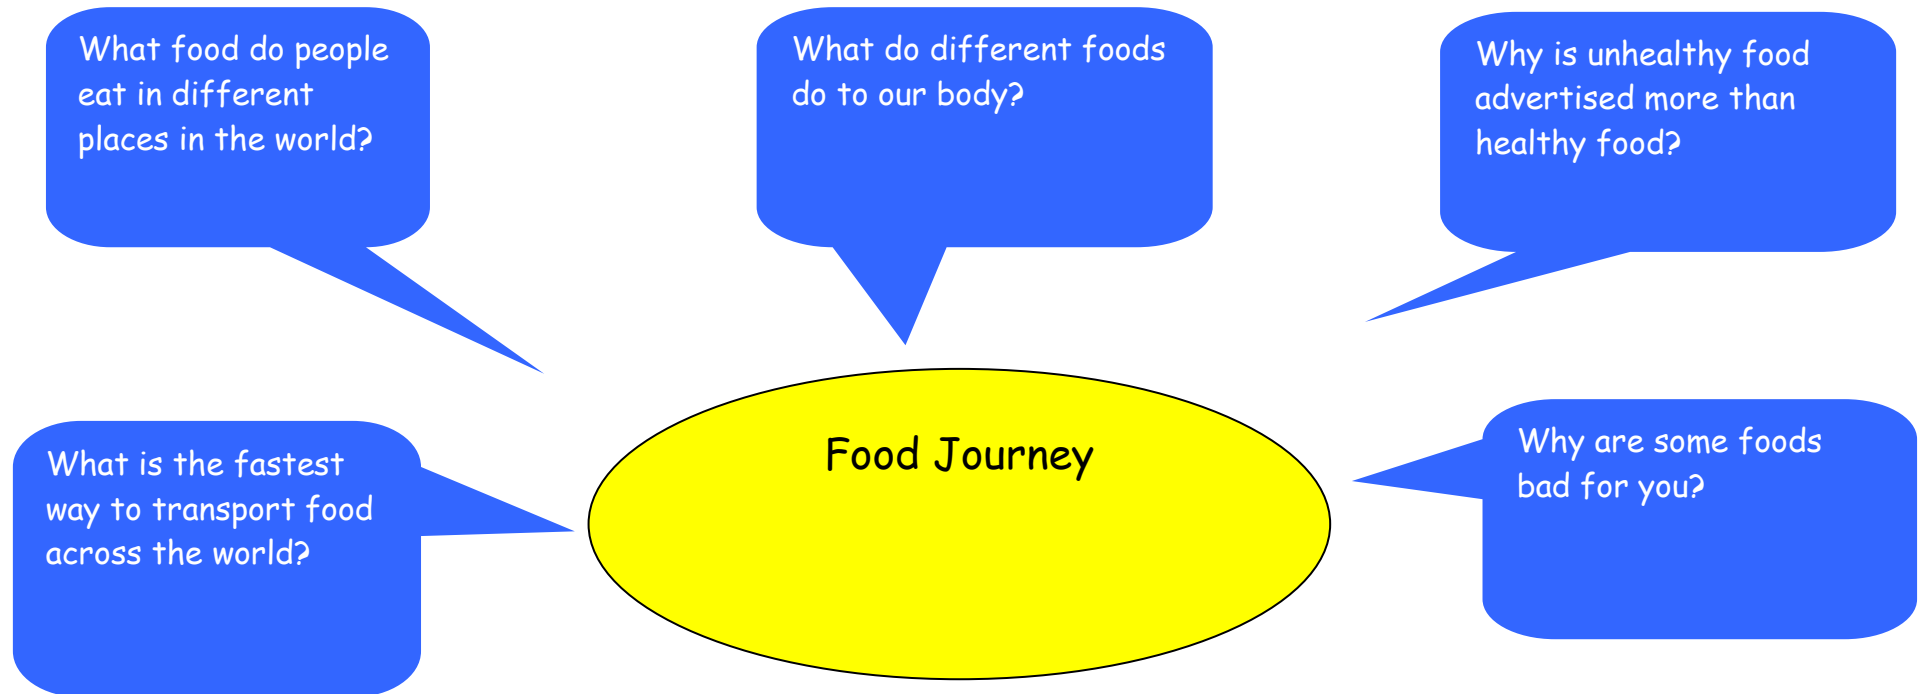 What food do people
eat in different
places in the world?
What do different foods
do to our body?
Why is unhealthy food
advertised more than
healthy food?
What is the fastest
way to transport food
across the world?
Food Journey
Why are some foods
bad for you?